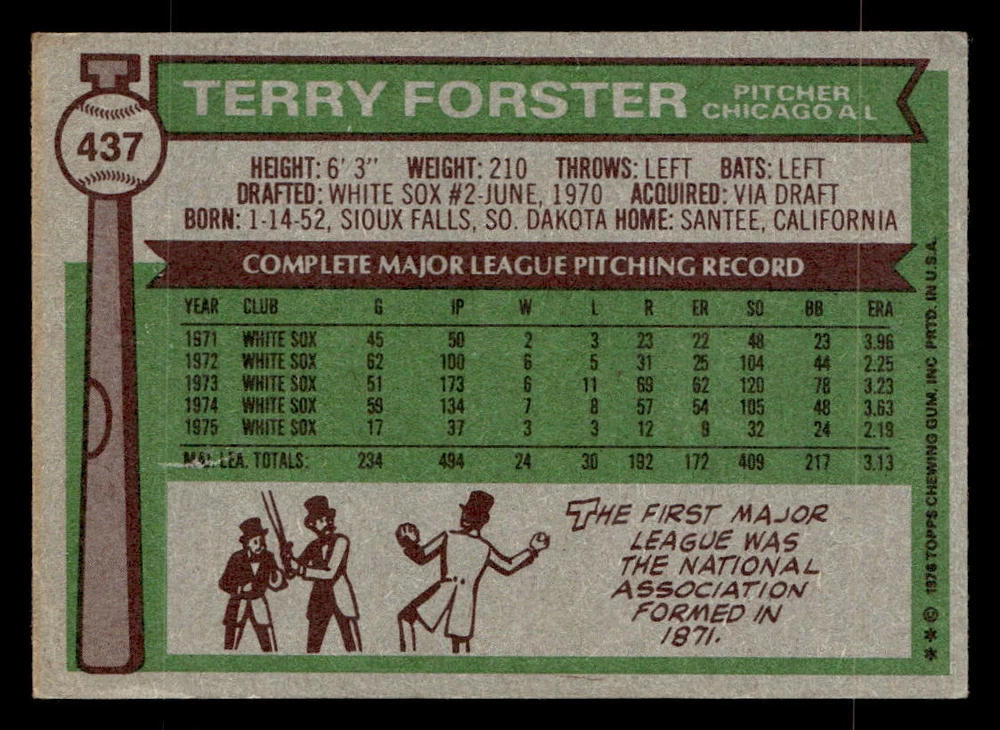 437
TERRY FORSTER
PITCHER
CHICAGO A L
HEIGHT: 6' 3" WEIGHT: 210 THROWS: LEFT BATS: LEFT
DRAFTED: WHITE SOX #2-JUNE, 1970 ACQUIRED: VIA DRAFT
BORN: 1-14-52, SIOUX FALLS, SO. DAKOTA HOME: SANTEE, CALIFORNIA
COMPLETE MAJOR LEAGUE PITCHING RECORD
YEAR CLUB G IP W L R ER SO BB ERA
1971 WHITE SOX 45 50 2 3 23 22 48 23 3.96
1972 WHITE SOX 62 100 6 5 31 25 104 44 2.25
1973 WHITE SOX 51 173 6 11 69 62 120 78 3.23
1974 WHITE SOX 59 134 7 8 57 54 105 48 3.63
1975 WHITE SOX 17 37 3 3 12 9 32 24 2.19
MAJ. LEA. TOTALS: 234 494 24 30 192 172 409 217 3.13
THE FIRST MAJOR
LEAGUE WAS
THE NATIONAL
ASSOCIATION
FORMED IN
1871.
** © 1976 TOPPS CHEWING GUM, INC PRTD. IN U.S.A.